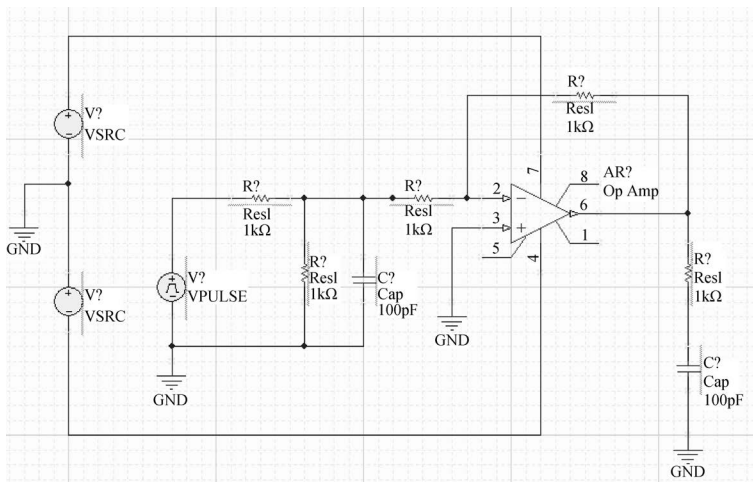 R?
Resl
1kΩ
V?
VSRC
GND
R?
Resl
1kΩ
R?
Resl
1kΩ
2
3
7
8
AR?
Op Amp
6
1
5
4
V?
VSRC
V?
VPULSE
R?
Resl
1kΩ
C?
Cap
100pF
GND
GND
R?
Resl
1kΩ
C?
Cap
100pF
GND